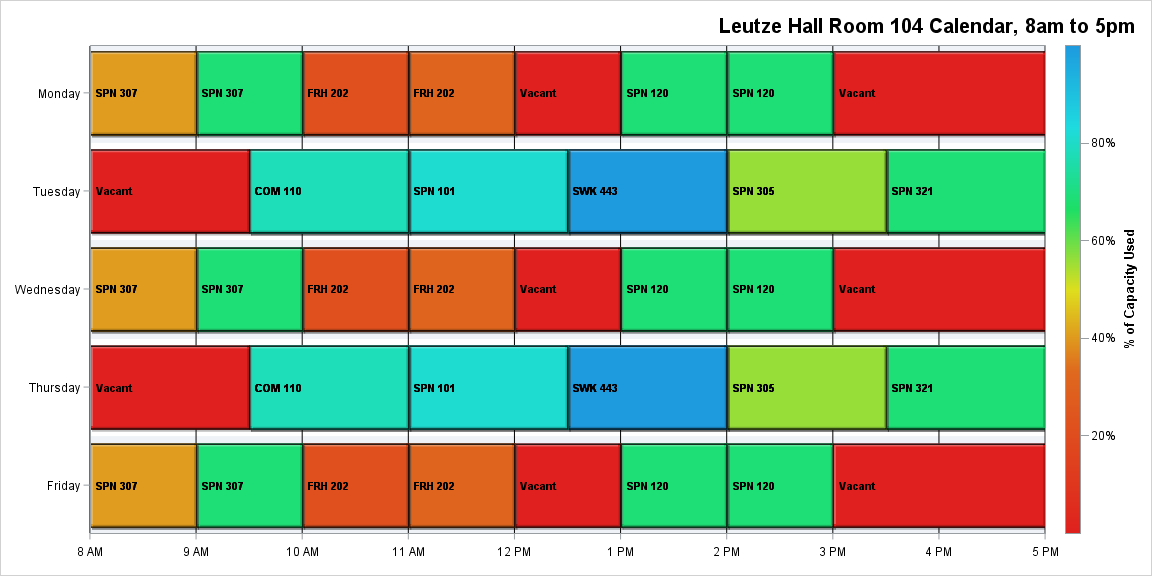 Leutze Hall Room 104 Calendar, 8am to 5pm
Monday
SPN 307
SPN 307
FRH 202
FRH 202
Vacant
SPN 120
SPN 120
Vacant
Tuesday
Vacant
COM 110
SPN 101
SWK 443
SPN 305
SPN 321
Wednesday
SPN 307
SPN 307
FRH 202
FRH 202
Vacant
SPN 120
SPN 120
Vacant
Thursday
Vacant
COM 110
SPN 101
SWK 443
SPN 305
SPN 321
Friday
SPN 307
SPN 307
FRH 202
FRH 202
Vacant
SPN 120
SPN 120
Vacant
8 AM
9 AM
10 AM
11 AM
12 PM
1 PM
2 PM
3 PM
4 PM
5 PM
80%
60%
40%
20%
% of Capacity Used